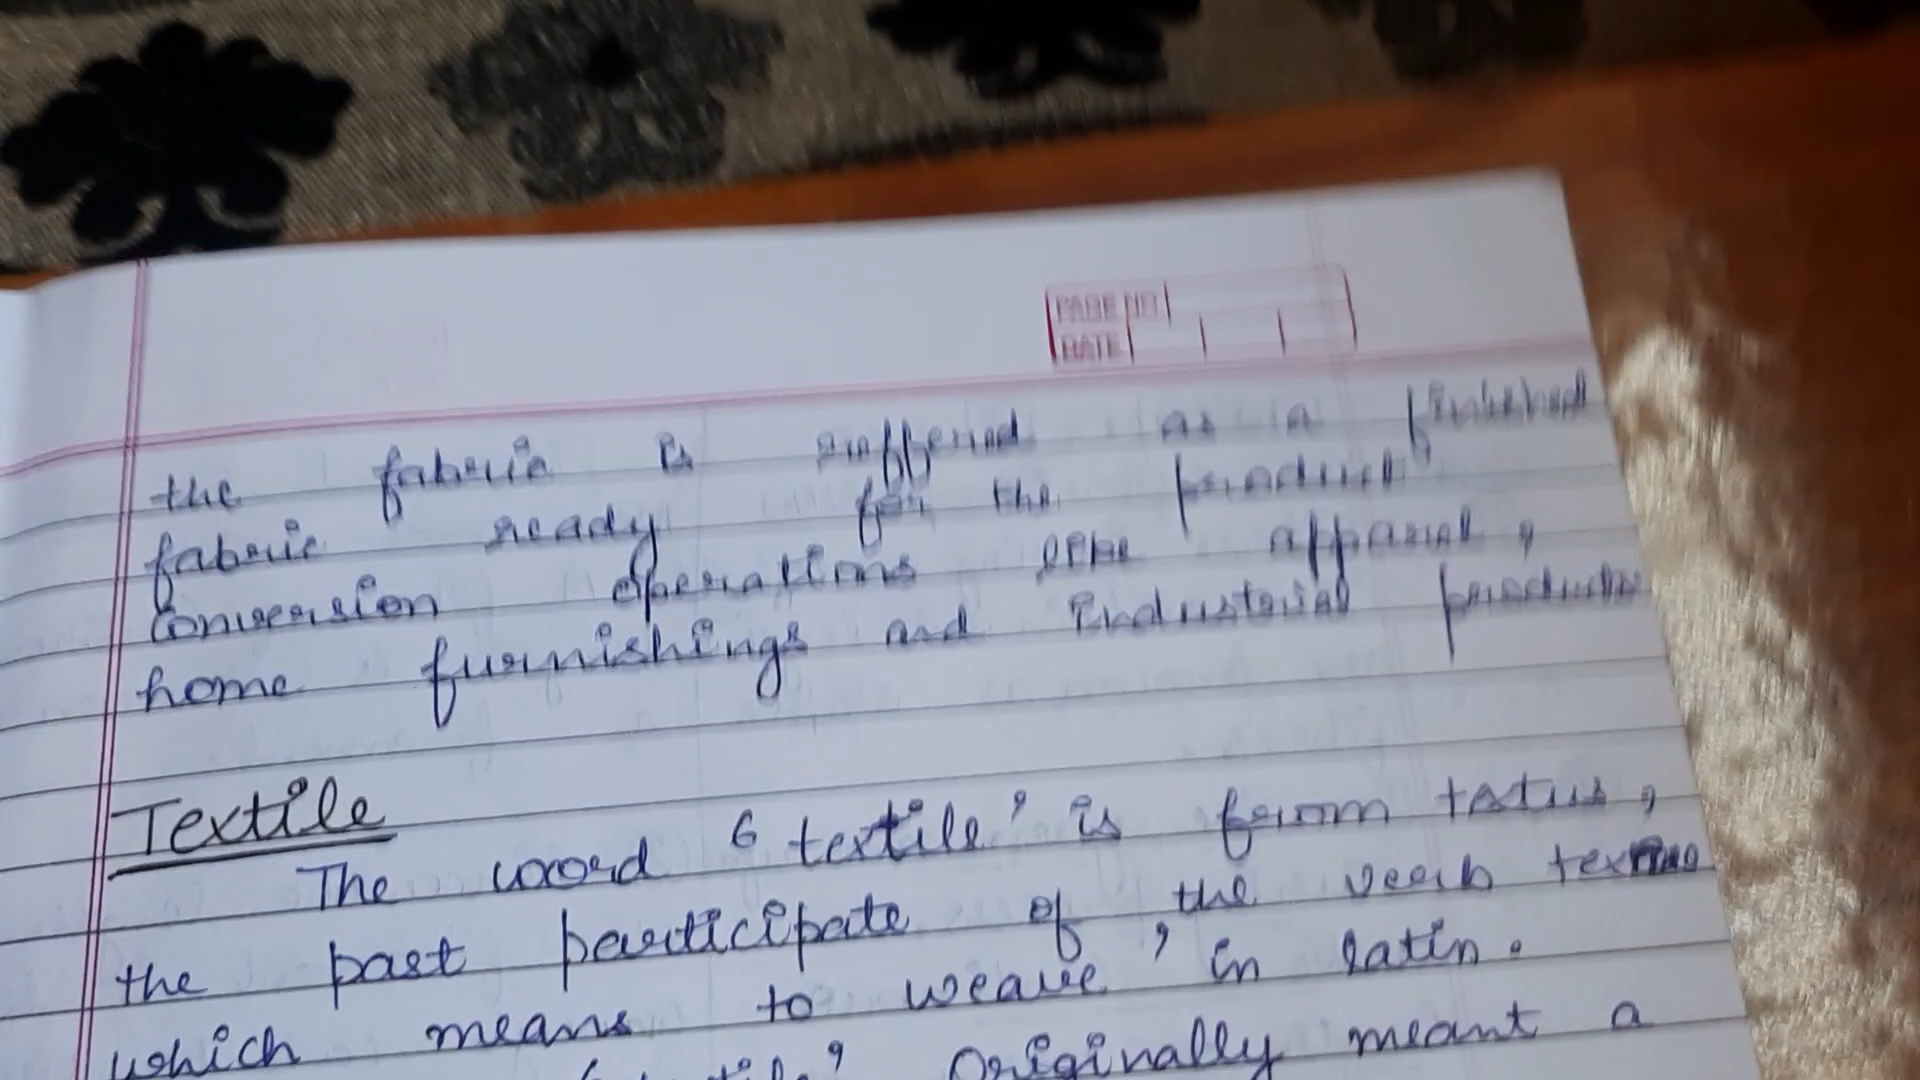 PAGE NO
DATE
the fabric is suffered as a finished
fabric ready for the product
conversion operations like apparel,
home furnishings and industrial products
Textile
The word 'textile' is from
the past participate of the verb
which means to weave' in latin.
Originally meant a